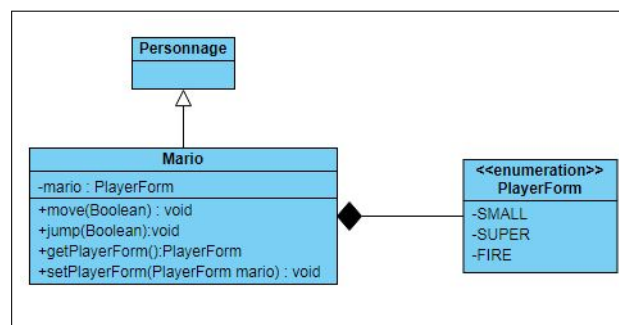 Personnage
Mario
-mario : PlayerForm
+move(Boolean) : void
+jump(Boolean):void
+getPlayerForm():PlayerForm
+setPlayerForm(PlayerForm mario) : void
<<enumeration>>
PlayerForm
-SMALL
-SUPER
-FIRE